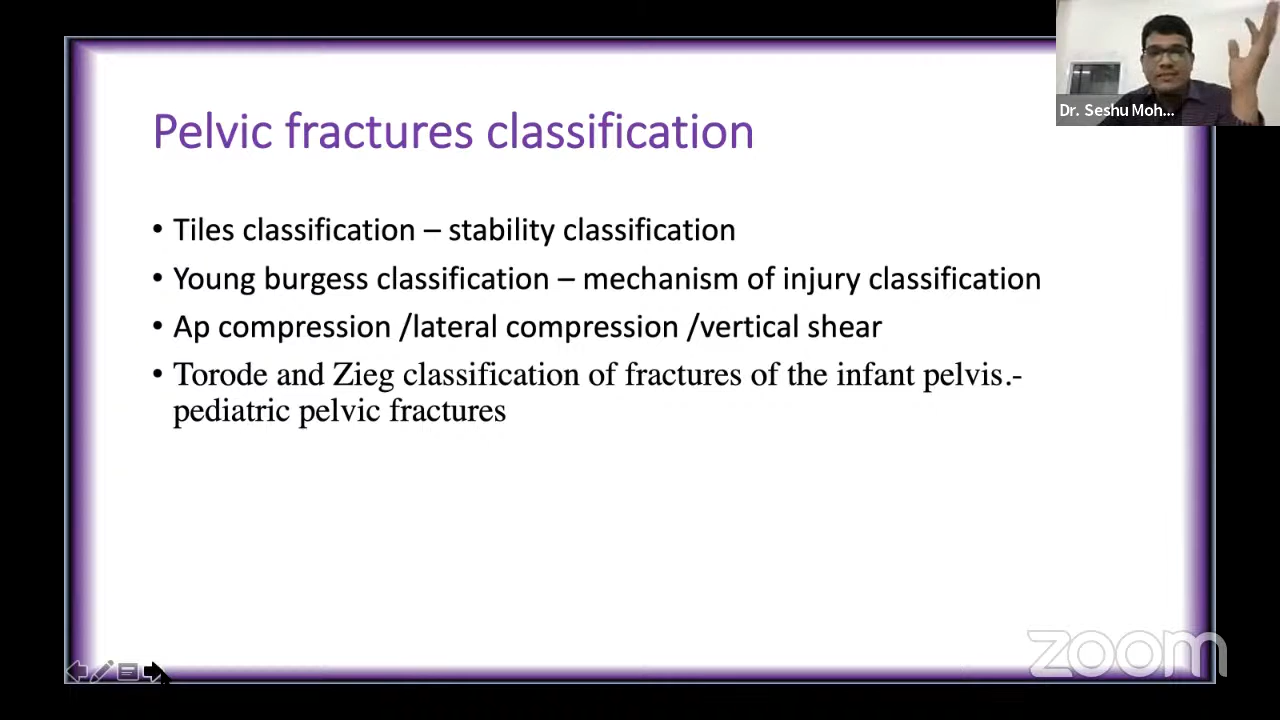 Dr. Seshu Moh...
Pelvic fractures classification
• Tiles classification – stability classification
• Young burgess classification – mechanism of injury classification
• Ap compression /lateral compression /vertical shear
• Torode and Zieg classification of fractures of the infant pelvis.-
pediatric pelvic fractures
zoom